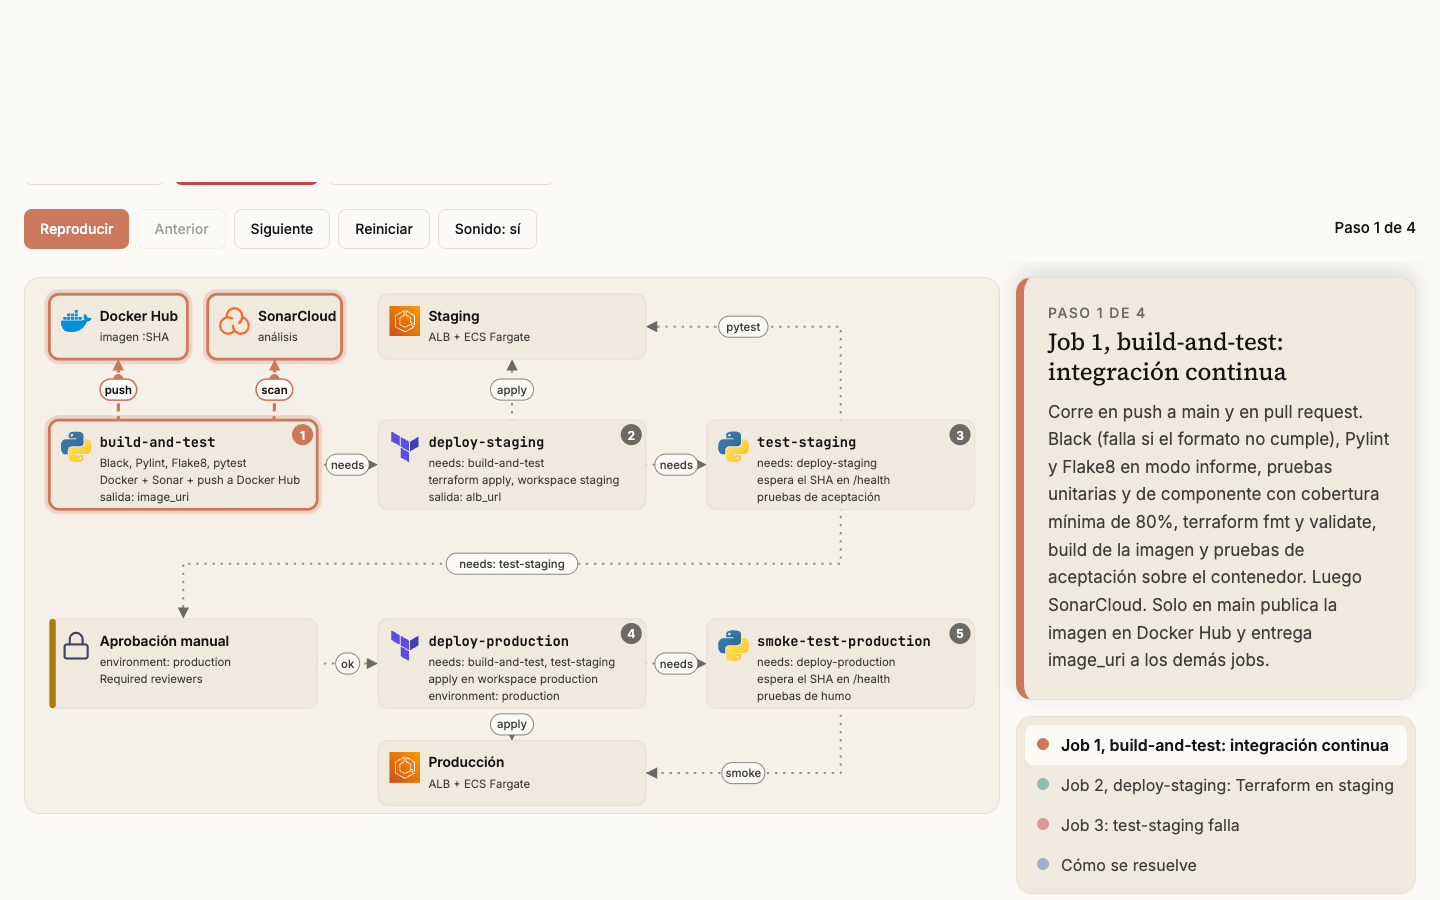 Reproducir
Anterior
Siguiente
Reiniciar
Sonido: sí
Paso 1 de 4
Docker Hub
imagen :SHA
SonarCloud
análisis
Staging
ALB + ECS Fargate
pytest
push
scan
apply
build-and-test
1
Black, Pylint, Flake8, pytest
Docker + Sonar + push a Docker Hub
salida: image_uri
needs
deploy-staging
2
needs: build-and-test
terraform apply, workspace staging
salida: alb_url
needs
test-staging
3
needs: deploy-staging
espera el SHA en /health
pruebas de aceptación
needs: test-staging
Aprobación manual
environment: production
Required reviewers
ok
deploy-production
4
needs: build-and-test, test-staging
apply en workspace production
environment: production
needs
smoke-test-production
5
needs: deploy-production
espera el SHA en /health
pruebas de humo
apply
Producción
ALB + ECS Fargate
smoke
PASO 1 DE 4
Job 1, build-and-test:
integración continua
Corre en push a main y en pull request.
Black (falla si el formato no cumple), Pylint
y Flake8 en modo informe, pruebas
unitarias y de componente con cobertura
mínima de 80%, terraform fmt y validate,
build de la imagen y pruebas de
aceptación sobre el contenedor. Luego
SonarCloud. Solo en main publica la
imagen en Docker Hub y entrega
image_uri a los demás jobs.
Job 1, build-and-test: integración continua
Job 2, deploy-staging: Terraform en staging
Job 3: test-staging falla
Cómo se resuelve